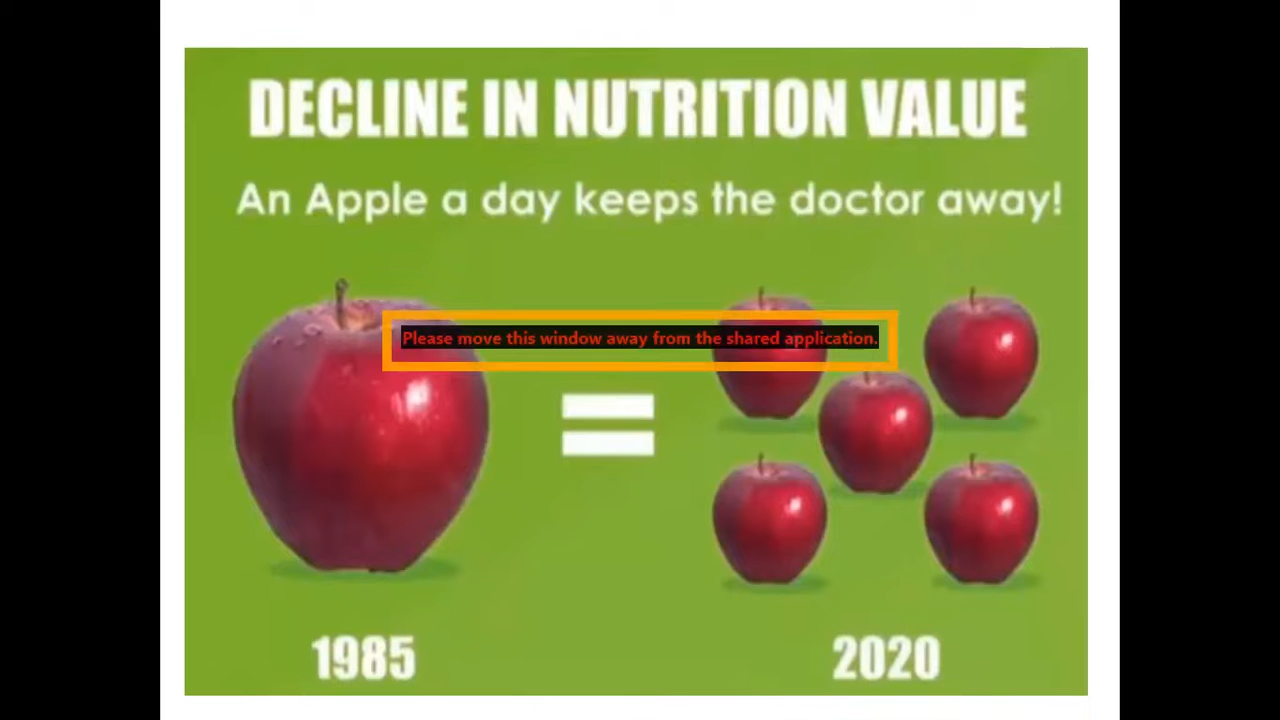 DECLINE IN NUTRITION VALUE
An Apple a day keeps the doctor away!
Please move this window away from the shared application.
1985
2020